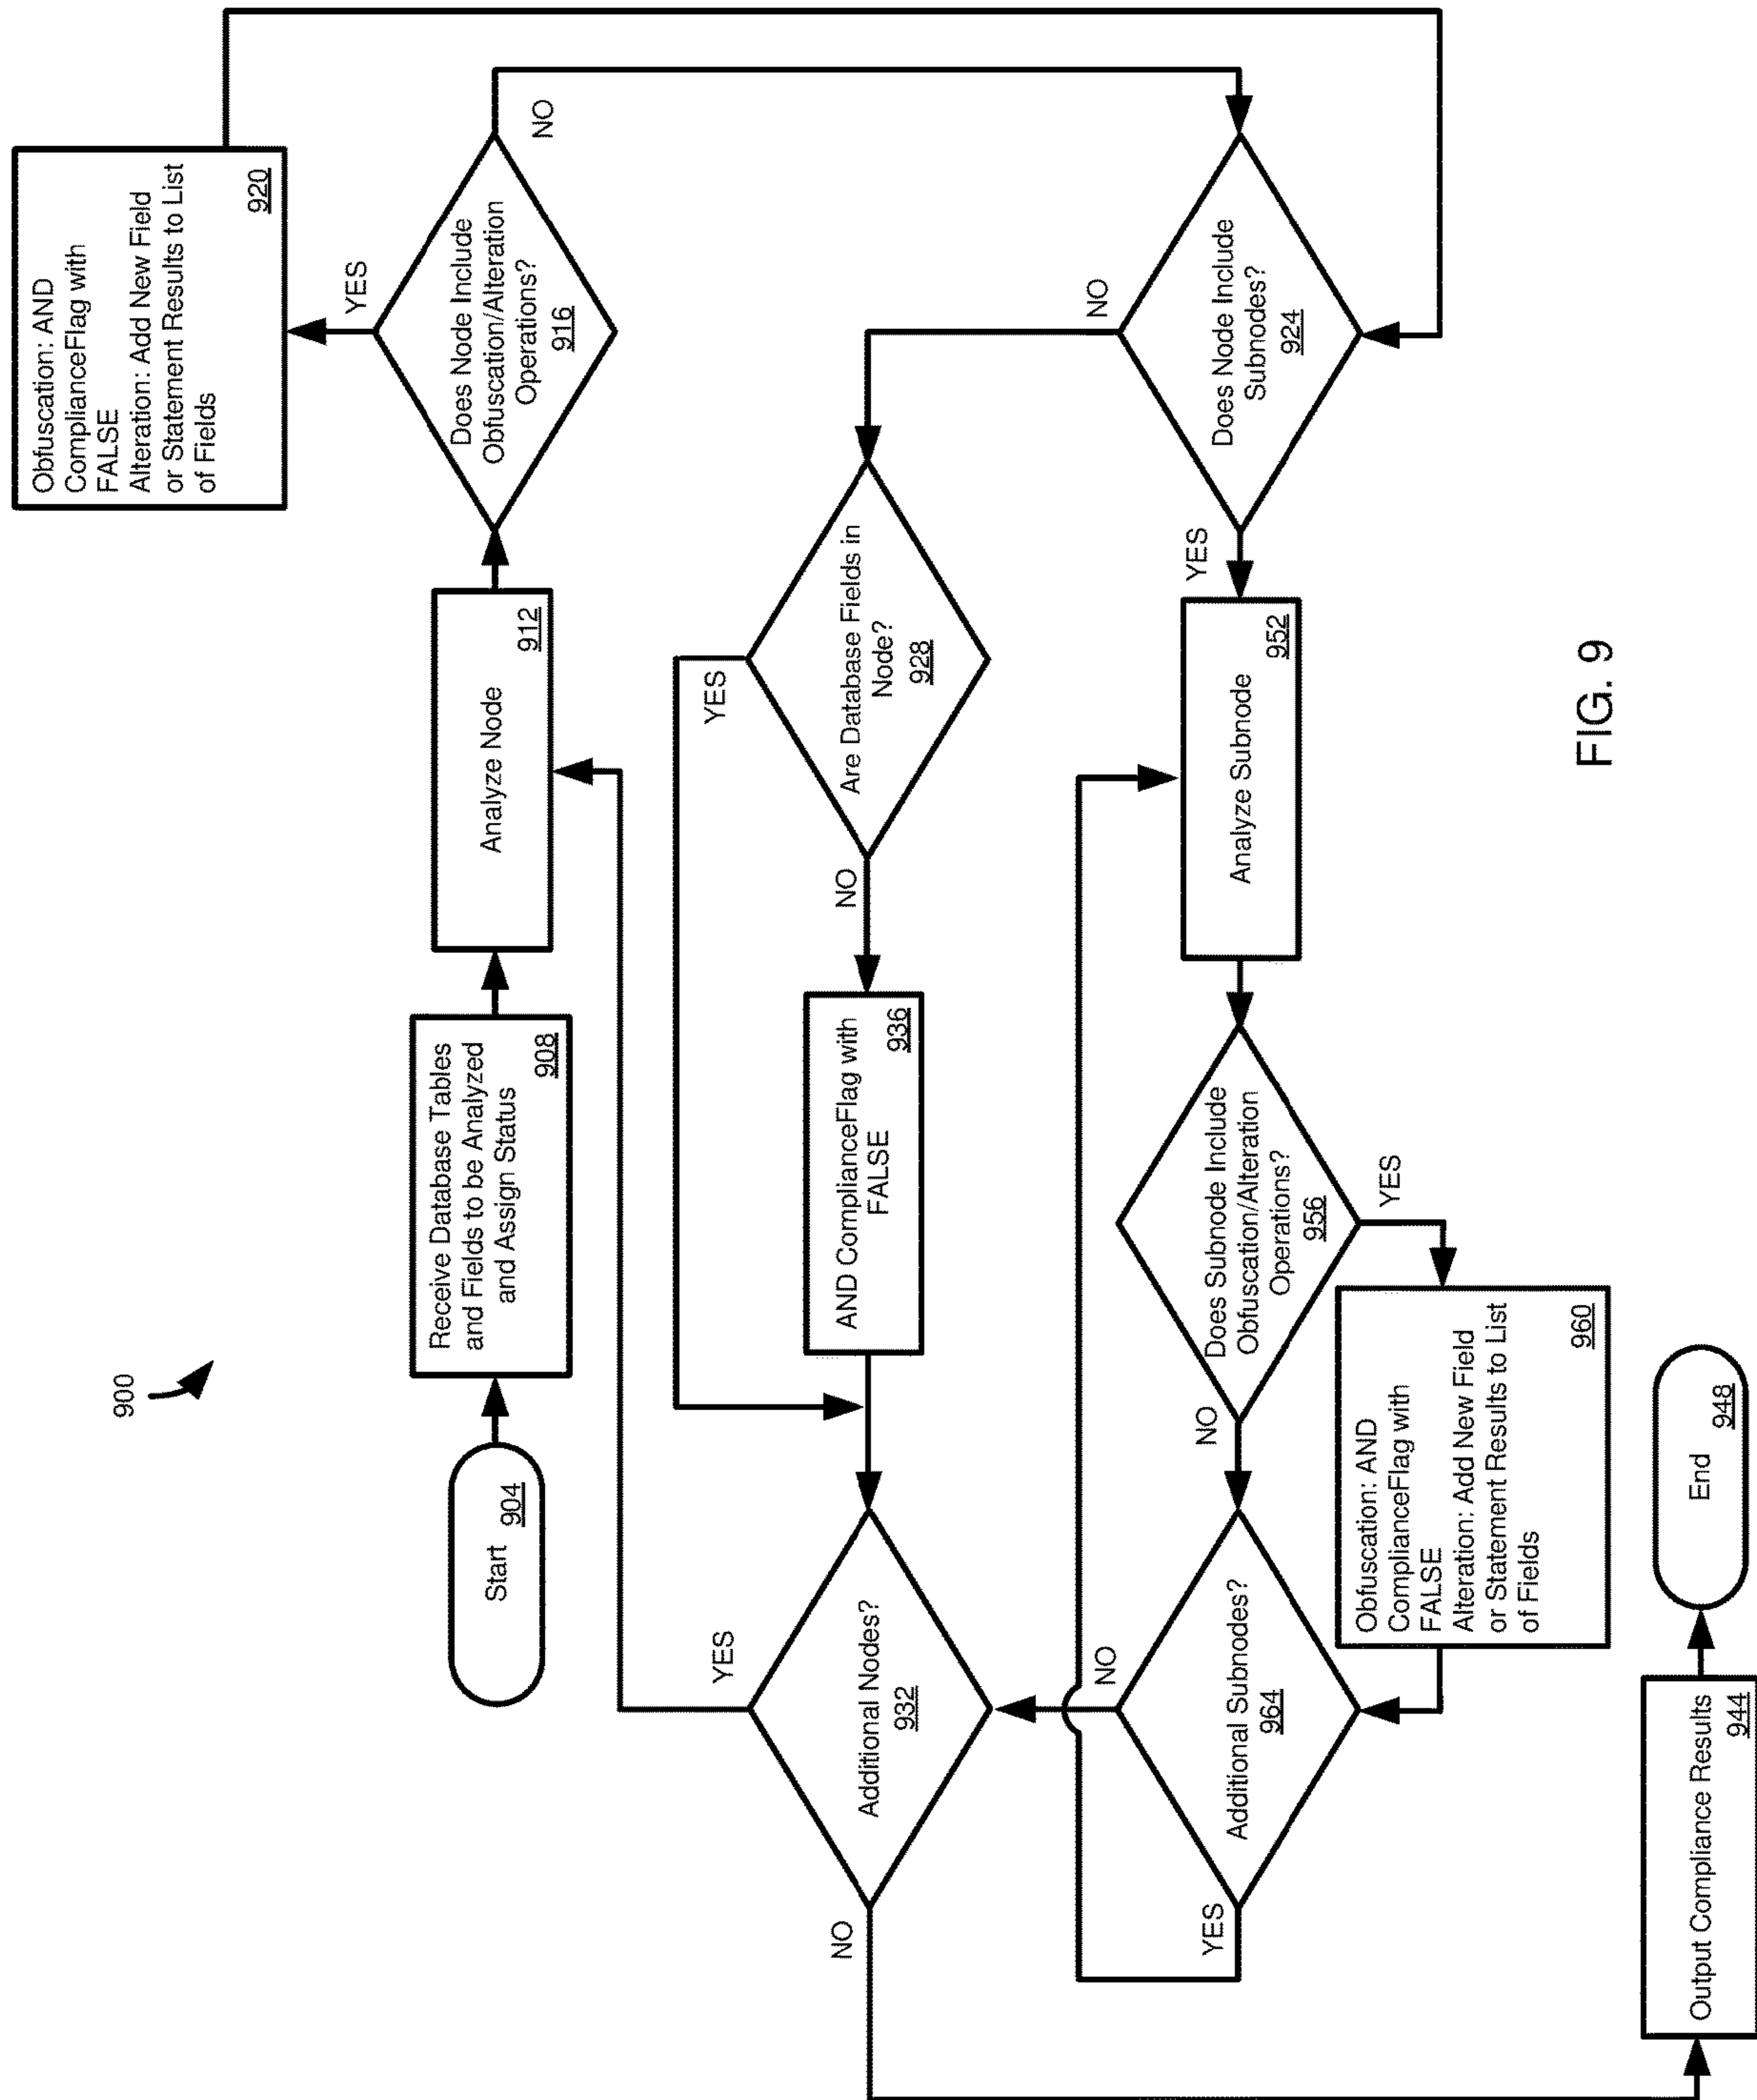 900
Start
904
Receive Database Tables
and Fields to be Analyzed
and Assign Status
908
Analyze Node
912
Does Node Include
Obfuscation/Alteration
Operations?
916
YES
NO
Obfuscation: AND
ComplianceFlag with
FALSE
Alteration: Add New Field
or Statement Results to List
of Fields
920
Additional Nodes?
932
YES
NO
AND ComplianceFlag with
FALSE
936
NO
YES
Are Database Fields in
Node?
928
NO
Does Node Include
Subnodes?
924
YES
Analyze Subnode
952
Does Subnode Include
Obfuscation/Alteration
Operations?
956
NO
YES
Additional Subnodes?
964
NO
YES
Obfuscation: AND
ComplianceFlag with
FALSE
Alteration: Add New Field
or Statement Results to List
of Fields
960
Output Compliance Results
944
End
948
FIG. 9